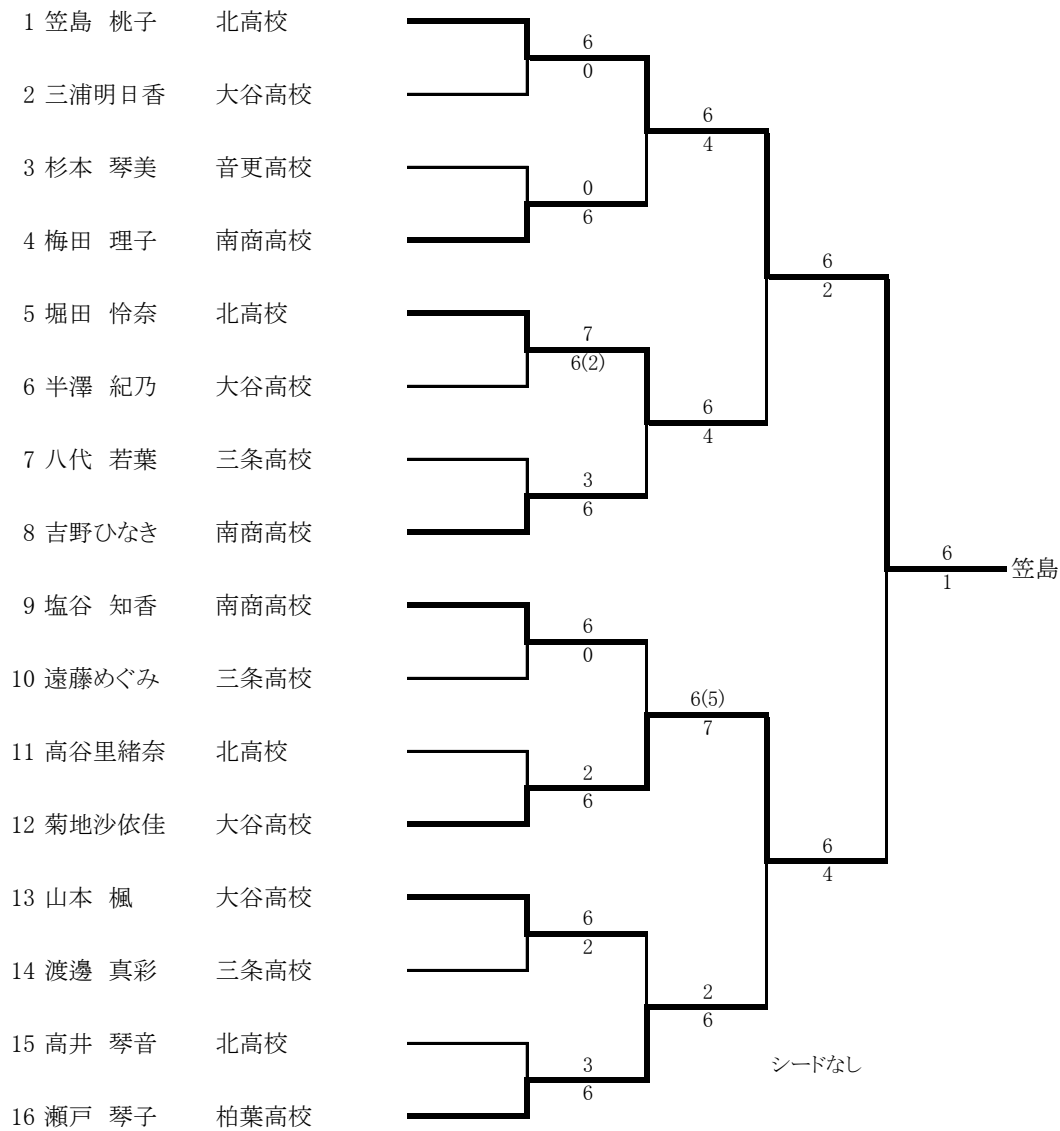 1 笠島 桃子 北高校
6
0
2 三浦明日香 大谷高校
6
4
3 杉本 琴美 音更高校
0
6
4 梅田 理子 南商高校
6
2
5 堀田 怜奈 北高校
7
6(2)
6 半澤 紀乃 大谷高校
6
4
7 八代 若葉 三条高校
3
6
8 吉野ひなき 南商高校
6
1
笠島
9 塩谷 知香 南商高校
6
0
10 遠藤めぐみ 三条高校
6(5)
7
11 高谷里緒奈 北高校
2
6
12 菊地沙依佳 大谷高校
6
4
13 山本 楓 大谷高校
6
2
14 渡邊 真彩 三条高校
2
6
15 高井 琴音 北高校
シードなし
3
6
16 瀬戸 琴子 柏葉高校